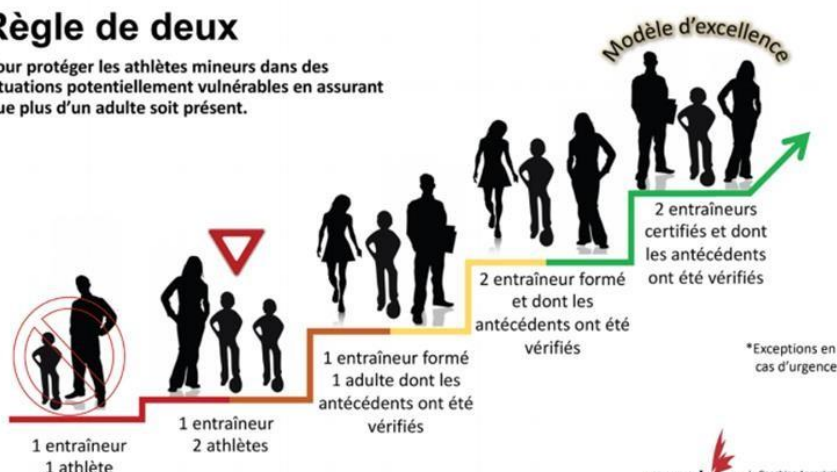 Règle de deux
our protéger les athlètes mineurs dans des
tuations potentiellement vulnérables en assurant
ue plus d'un adulte soit présent.
Modèle d'excellence
1 entraîneur
1 athlète
1 entraîneur
2 athlètes
1 entraîneur formé
1 adulte dont les
antécédents ont été
vérifiés
2 entraîneur formé
et dont les
antécédents ont été
vérifiés
2 entraîneurs
certifiés et dont
les antécédents
ont été vérifiés
*Exceptions en
cas d'urgence